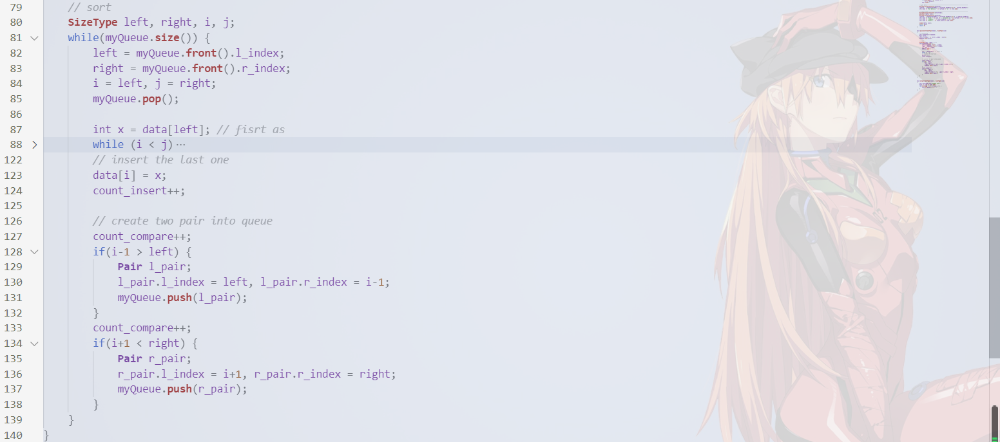 79 // sort
80 SizeType left, right, i, j;
81 while(myQueue.size()) {
82 left = myQueue.front().l_index;
83 right = myQueue.front().r_index;
84 i = left, j = right;
85 myQueue.pop();
86
87 int x = data[left]; // fisrt as
88 while (i < j)⋯
122 // insert the last one
123 data[i] = x;
124 count_insert++;
125
126 // create two pair into queue
127 count_compare++;
128 if(i-1 > left) {
129 Pair l_pair;
130 l_pair.l_index = left, l_pair.r_index = i-1;
131 myQueue.push(l_pair);
132 }
133 count_compare++;
134 if(i+1 < right) {
135 Pair r_pair;
136 r_pair.l_index = i+1, r_pair.r_index = right;
137 myQueue.push(r_pair);
138 }
139 }
140 }